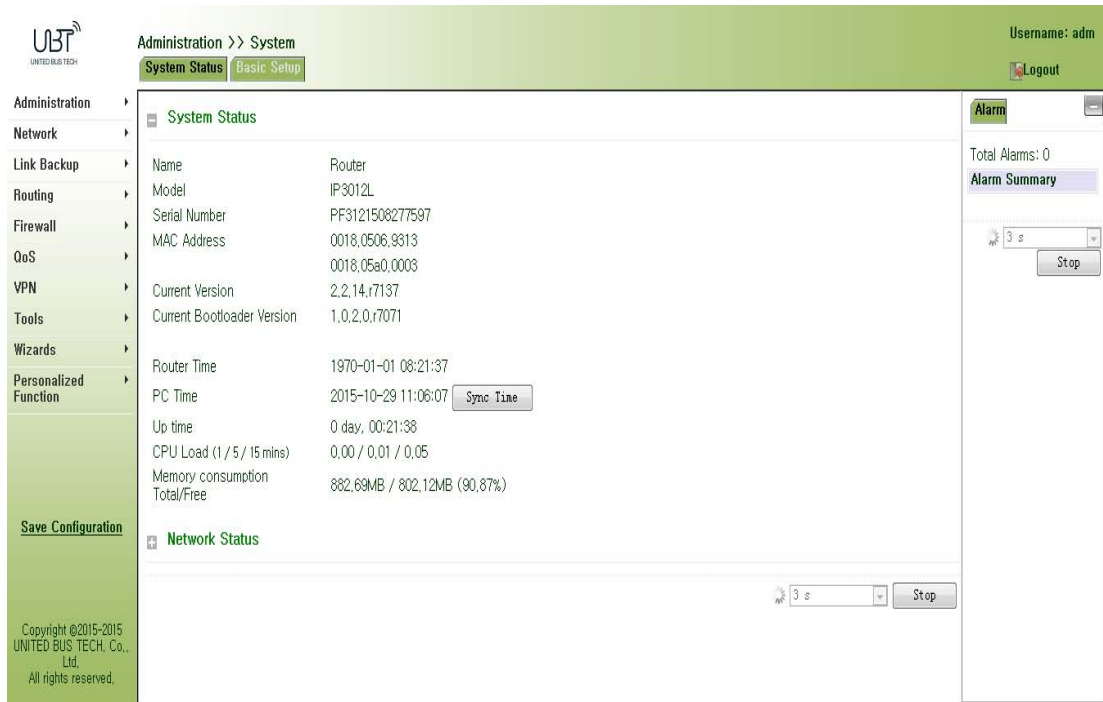 UBT
UNITED BUS TECH
Administration >> System
System Status Basic Setup
Username: adm
Logout
Administration
Network
Link Backup
Routing
Firewall
QoS
VPN
Tools
Wizards
Personalized
Function
Save Configuration
Copyright ©2015-2015
UNITED BUS TECH. Co.,
Ltd.
All rights reserved.
System Status
Name Router
Model IP3012L
Serial Number PF3121508277597
MAC Address 0018.0506.9313
0018.05a0.0003
Current Version 2.2.14.r7137
Current Bootloader Version 1.0.2.0.r7071
Router Time 1970-01-01 08:21:37
PC Time 2015-10-29 11:06:07 Sync Time
Up time 0 day, 00:21:38
CPU Load (1 / 5 / 15 mins) 0.00 / 0.01 / 0.05
Memory consumption
Total/Free 882.69MB / 802.12MB (90.87%)
Network Status
3 s Stop
Alarm
Total Alarms: 0
Alarm Summary
3 s
Stop